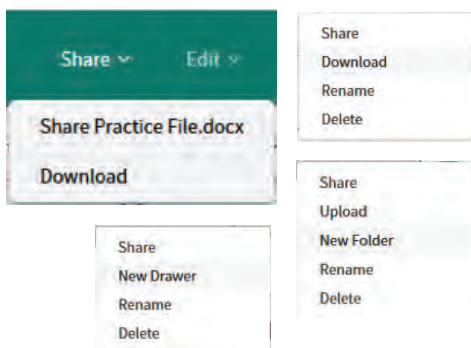 Share Edit
Share Practice File.docx
Download
Share
Download
Rename
Delete
Share
Upload
New Folder
Rename
Delete
Share
New Drawer
Rename
Delete